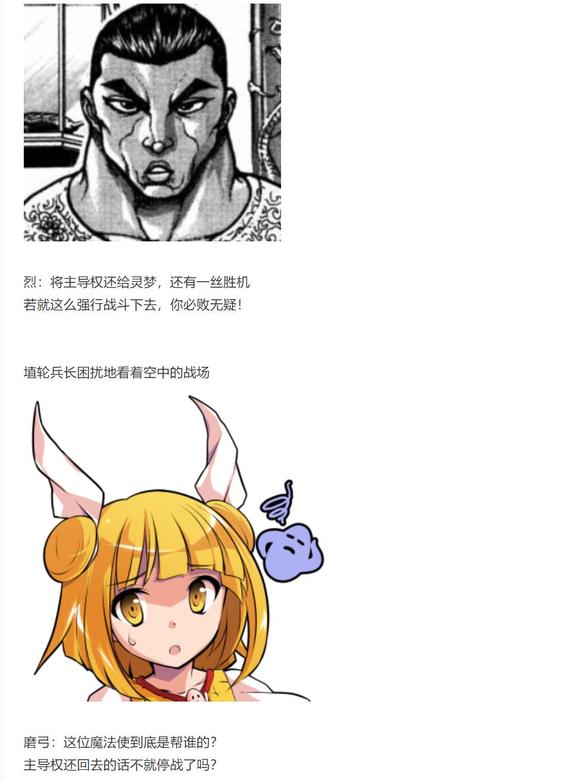 烈：将主导权还给灵梦，还有一丝胜机
若就这么强行战斗下去，你必败无疑！
埴轮兵长困扰地看着空中的战场
磨弓：这位魔法使到底是帮谁的？
主导权还回去的话不就停战了吗？